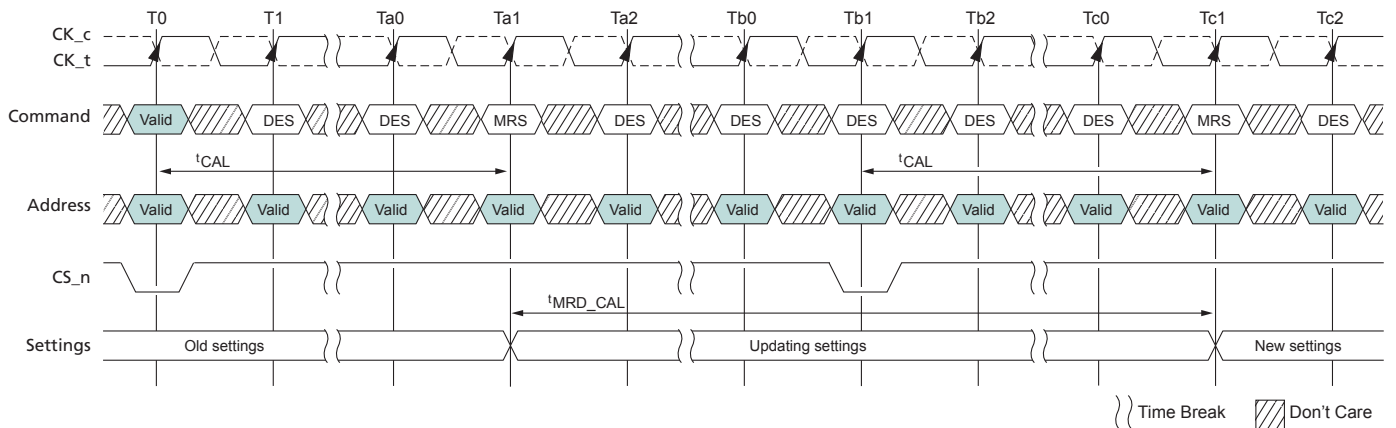 T0 T1 Ta0 Ta1 Ta2 Tb0 Tb1 Tb2 Tc0 Tc1 Tc2
CK_c
CK_t
Command Valid DES DES MRS DES DES DES DES DES MRS DES
tCAL tCAL
Address Valid Valid Valid Valid Valid Valid Valid Valid Valid Valid Valid
CS_n
tMRD_CAL
Settings Old settings Updating settings New settings
Time Break Don't Care